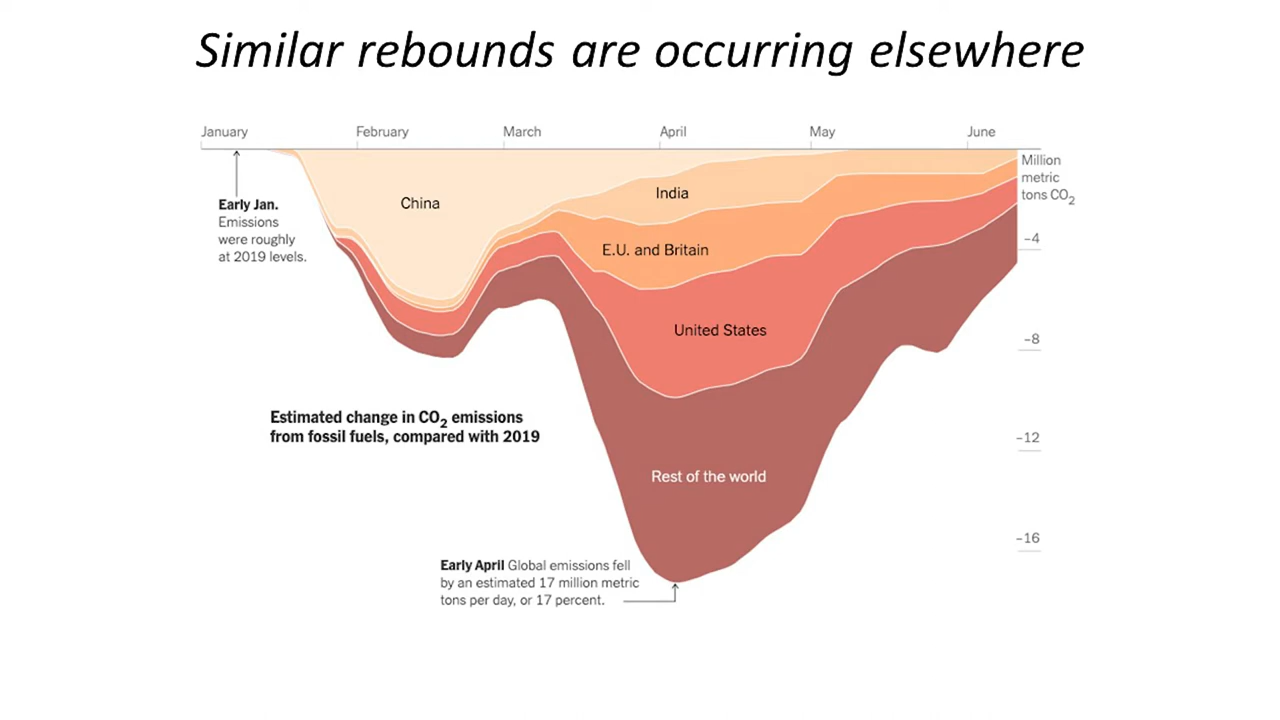 Similar rebounds are occurring elsewhere
January February March April May June
Million
metric
tons CO₂
Early Jan.
Emissions
were roughly
at 2019 levels.
China
India
E.U. and Britain
United States
Rest of the world
–4
–8
–12
–16
Estimated change in CO₂ emissions
from fossil fuels, compared with 2019
Early April Global emissions fell
by an estimated 17 million metric
tons per day, or 17 percent.